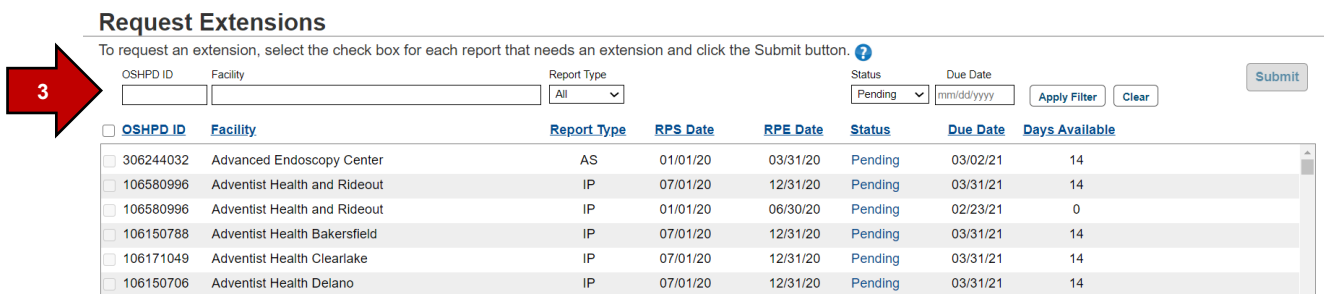 Request Extensions
To request an extension, select the check box for each report that needs an extension and click the Submit button. ?
3
OSHPD ID Facility Report Type Status Due Date
All Pending mm/dd/yyyy Apply Filter Clear Submit
OSHPD ID Facility Report Type RPS Date RPE Date Status Due Date Days Available
306244032 Advanced Endoscopy Center AS 01/01/20 03/31/20 Pending 03/02/21 14
106580996 Adventist Health and Rideout IP 07/01/20 12/31/20 Pending 03/31/21 14
106580996 Adventist Health and Rideout IP 01/01/20 06/30/20 Pending 02/23/21 0
106150788 Adventist Health Bakersfield IP 07/01/20 12/31/20 Pending 03/31/21 14
106171049 Adventist Health Clearlake IP 07/01/20 12/31/20 Pending 03/31/21 14
106150706 Adventist Health Delano IP 07/01/20 12/31/20 Pending 03/31/21 14